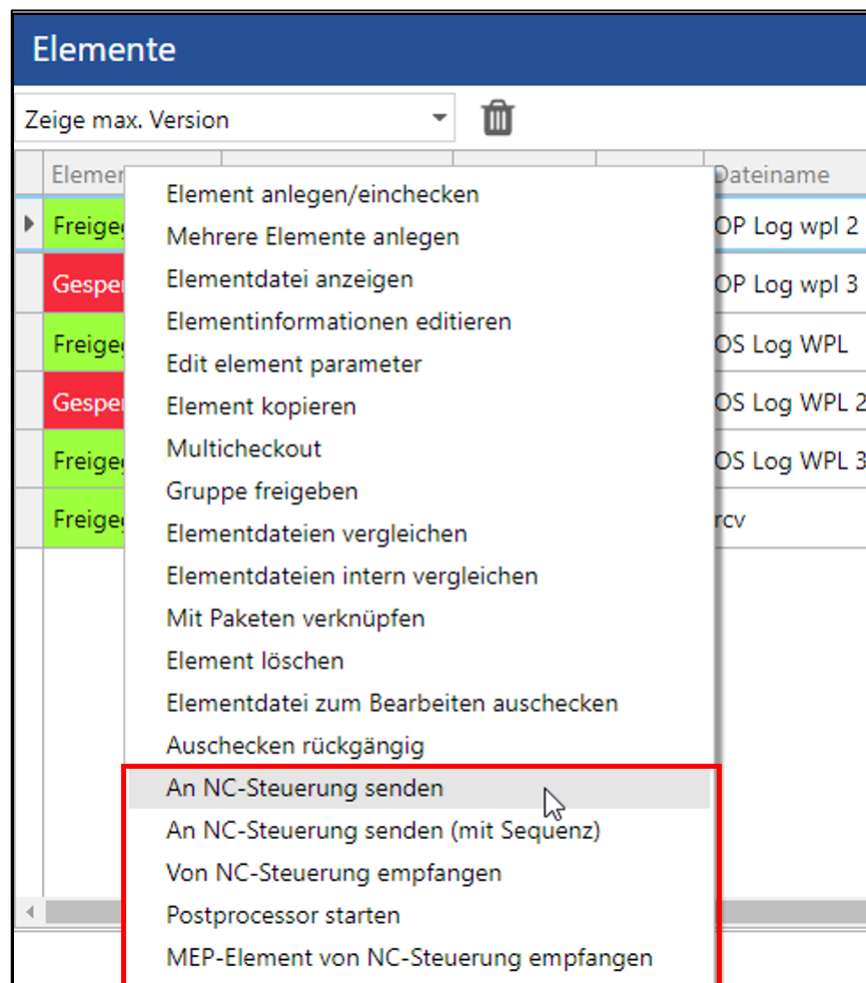 Elemente
Zeige max. Version
Dateiname
OP Log wpl 2
OP Log wpl 3
OS Log WPL
OS Log WPL 2
OS Log WPL 3
rcv
Element anlegen/einchecken
Mehrere Elemente anlegen
Elementdatei anzeigen
Elementinformationen editieren
Edit element parameter
Element kopieren
Multicheckout
Gruppe freigeben
Elementdateien vergleichen
Elementdateien intern vergleichen
Mit Paketen verknüpfen
Element löschen
Elementdatei zum Bearbeiten auschecken
Auschecken rückgängig
An NC-Steuerung senden
An NC-Steuerung senden (mit Sequenz)
Von NC-Steuerung empfangen
Postprocessor starten
MEP-Element von NC-Steuerung empfangen